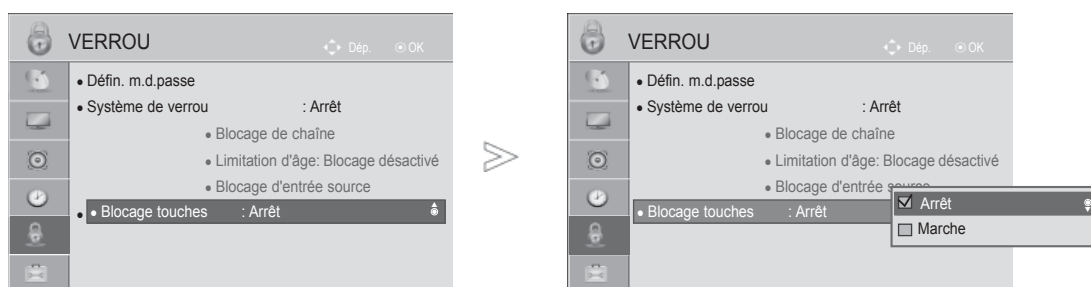 VERROU Dép. OK
• Défin. m.d.passe
• Système de verrou : Arrêt
• Blocage de chaîne
• Limitation d'âge: Blocage désactivé
• Blocage d'entrée source
• • Blocage touches : Arrêt
VERROU Dép. OK
• Défin. m.d.passe
• Système de verrou : Arrêt
• Blocage de chaîne
• Limitation d'âge: Blocage désactivé
• Blocage d'entrée source
• Blocage touches : Arrêt
Arrêt
Marche